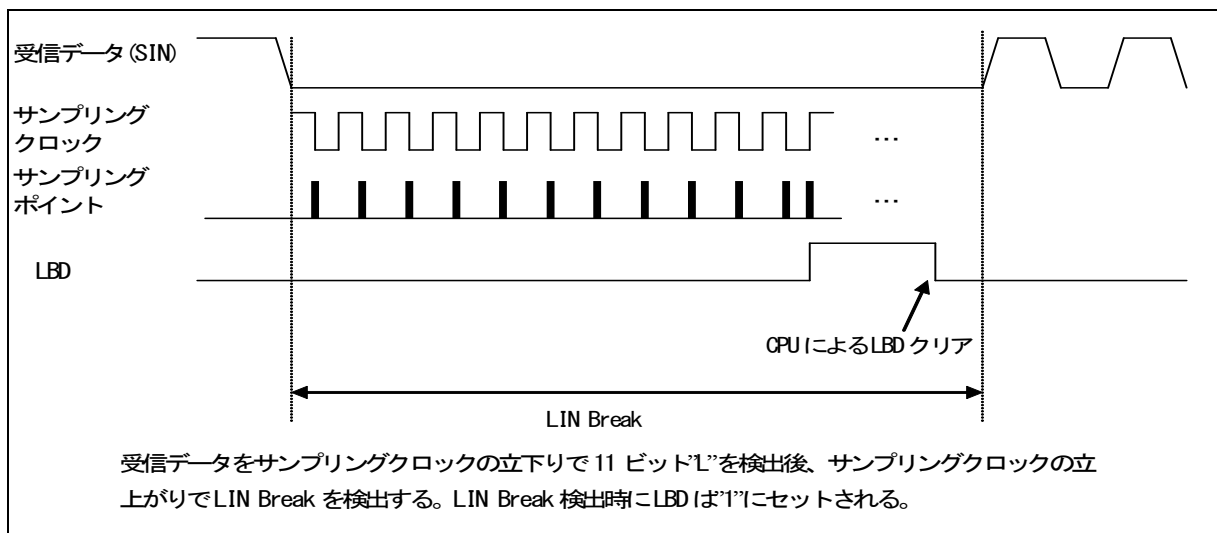 受信データ(SIN)
サンプリング
クロック
...
サンプリング
ポイント
...
LBD
CPUによるLBDクリア
LIN Break
受信データをサンプリングクロックの立下りで11 ビット"L"を検出後、サンプリングクロックの立
上がりでLIN Breakを検出する。LIN Break検出時にLBDは"1"にセットされる。